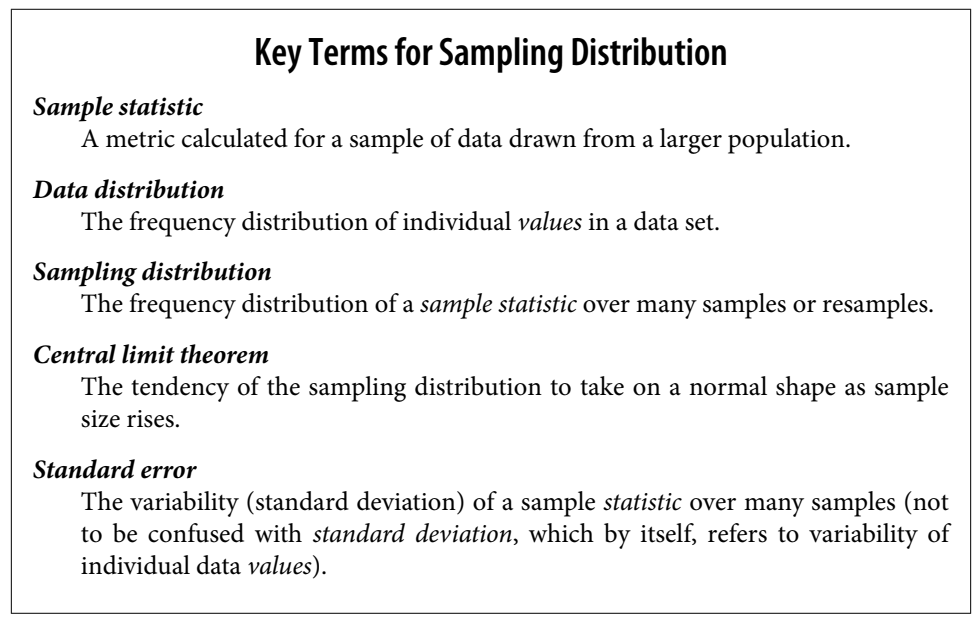 Key Terms for Sampling Distribution
Sample statistic
A metric calculated for a sample of data drawn from a larger population.
Data distribution
The frequency distribution of individual values in a data set.
Sampling distribution
The frequency distribution of a sample statistic over many samples or resamples.
Central limit theorem
The tendency of the sampling distribution to take on a normal shape as sample
size rises.
Standard error
The variability (standard deviation) of a sample statistic over many samples (not
to be confused with standard deviation, which by itself, refers to variability of
individual data values).